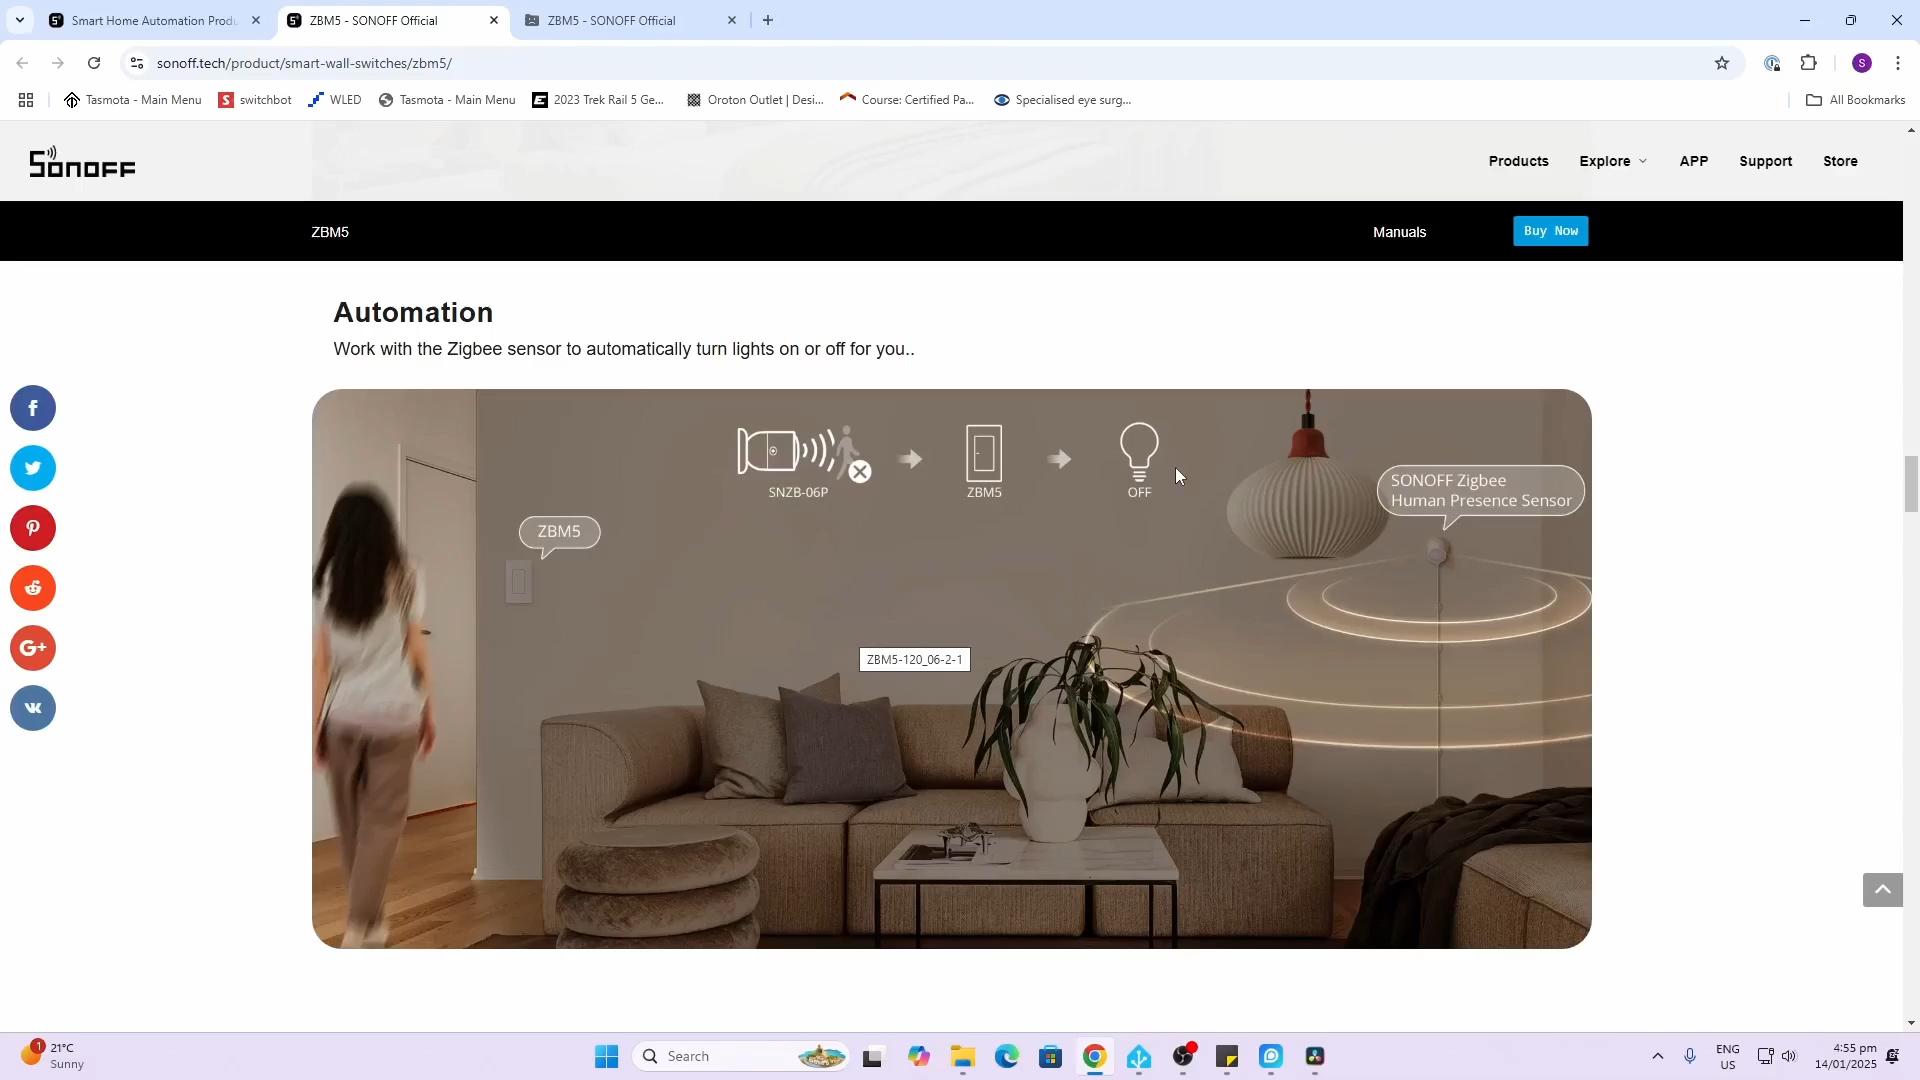 Smart Home Automation Produ
ZBM5 - SONOFF Official
ZBM5 - SONOFF Official
sonoff.tech/product/smart-wall-switches/zbm5/
S
Tasmota - Main Menu
switchbot
WLED
Tasmota - Main Menu
2023 Trek Rail 5 Ge...
Oroton Outlet | Desi...
Course: Certified Pa...
Specialised eye surg...
All Bookmarks
SONOFF
Products
Explore
APP
Support
Store
ZBM5
Manuals
Buy Now
Automation
Work with the Zigbee sensor to automatically turn lights on or off for you..
SNZB-06P
ZBM5
OFF
SONOFF Zigbee
Human Presence Sensor
ZBM5
ZBM5-120_06-2-1
1
21°C
Sunny
Search
ENG
US
4:55 pm
14/01/2025